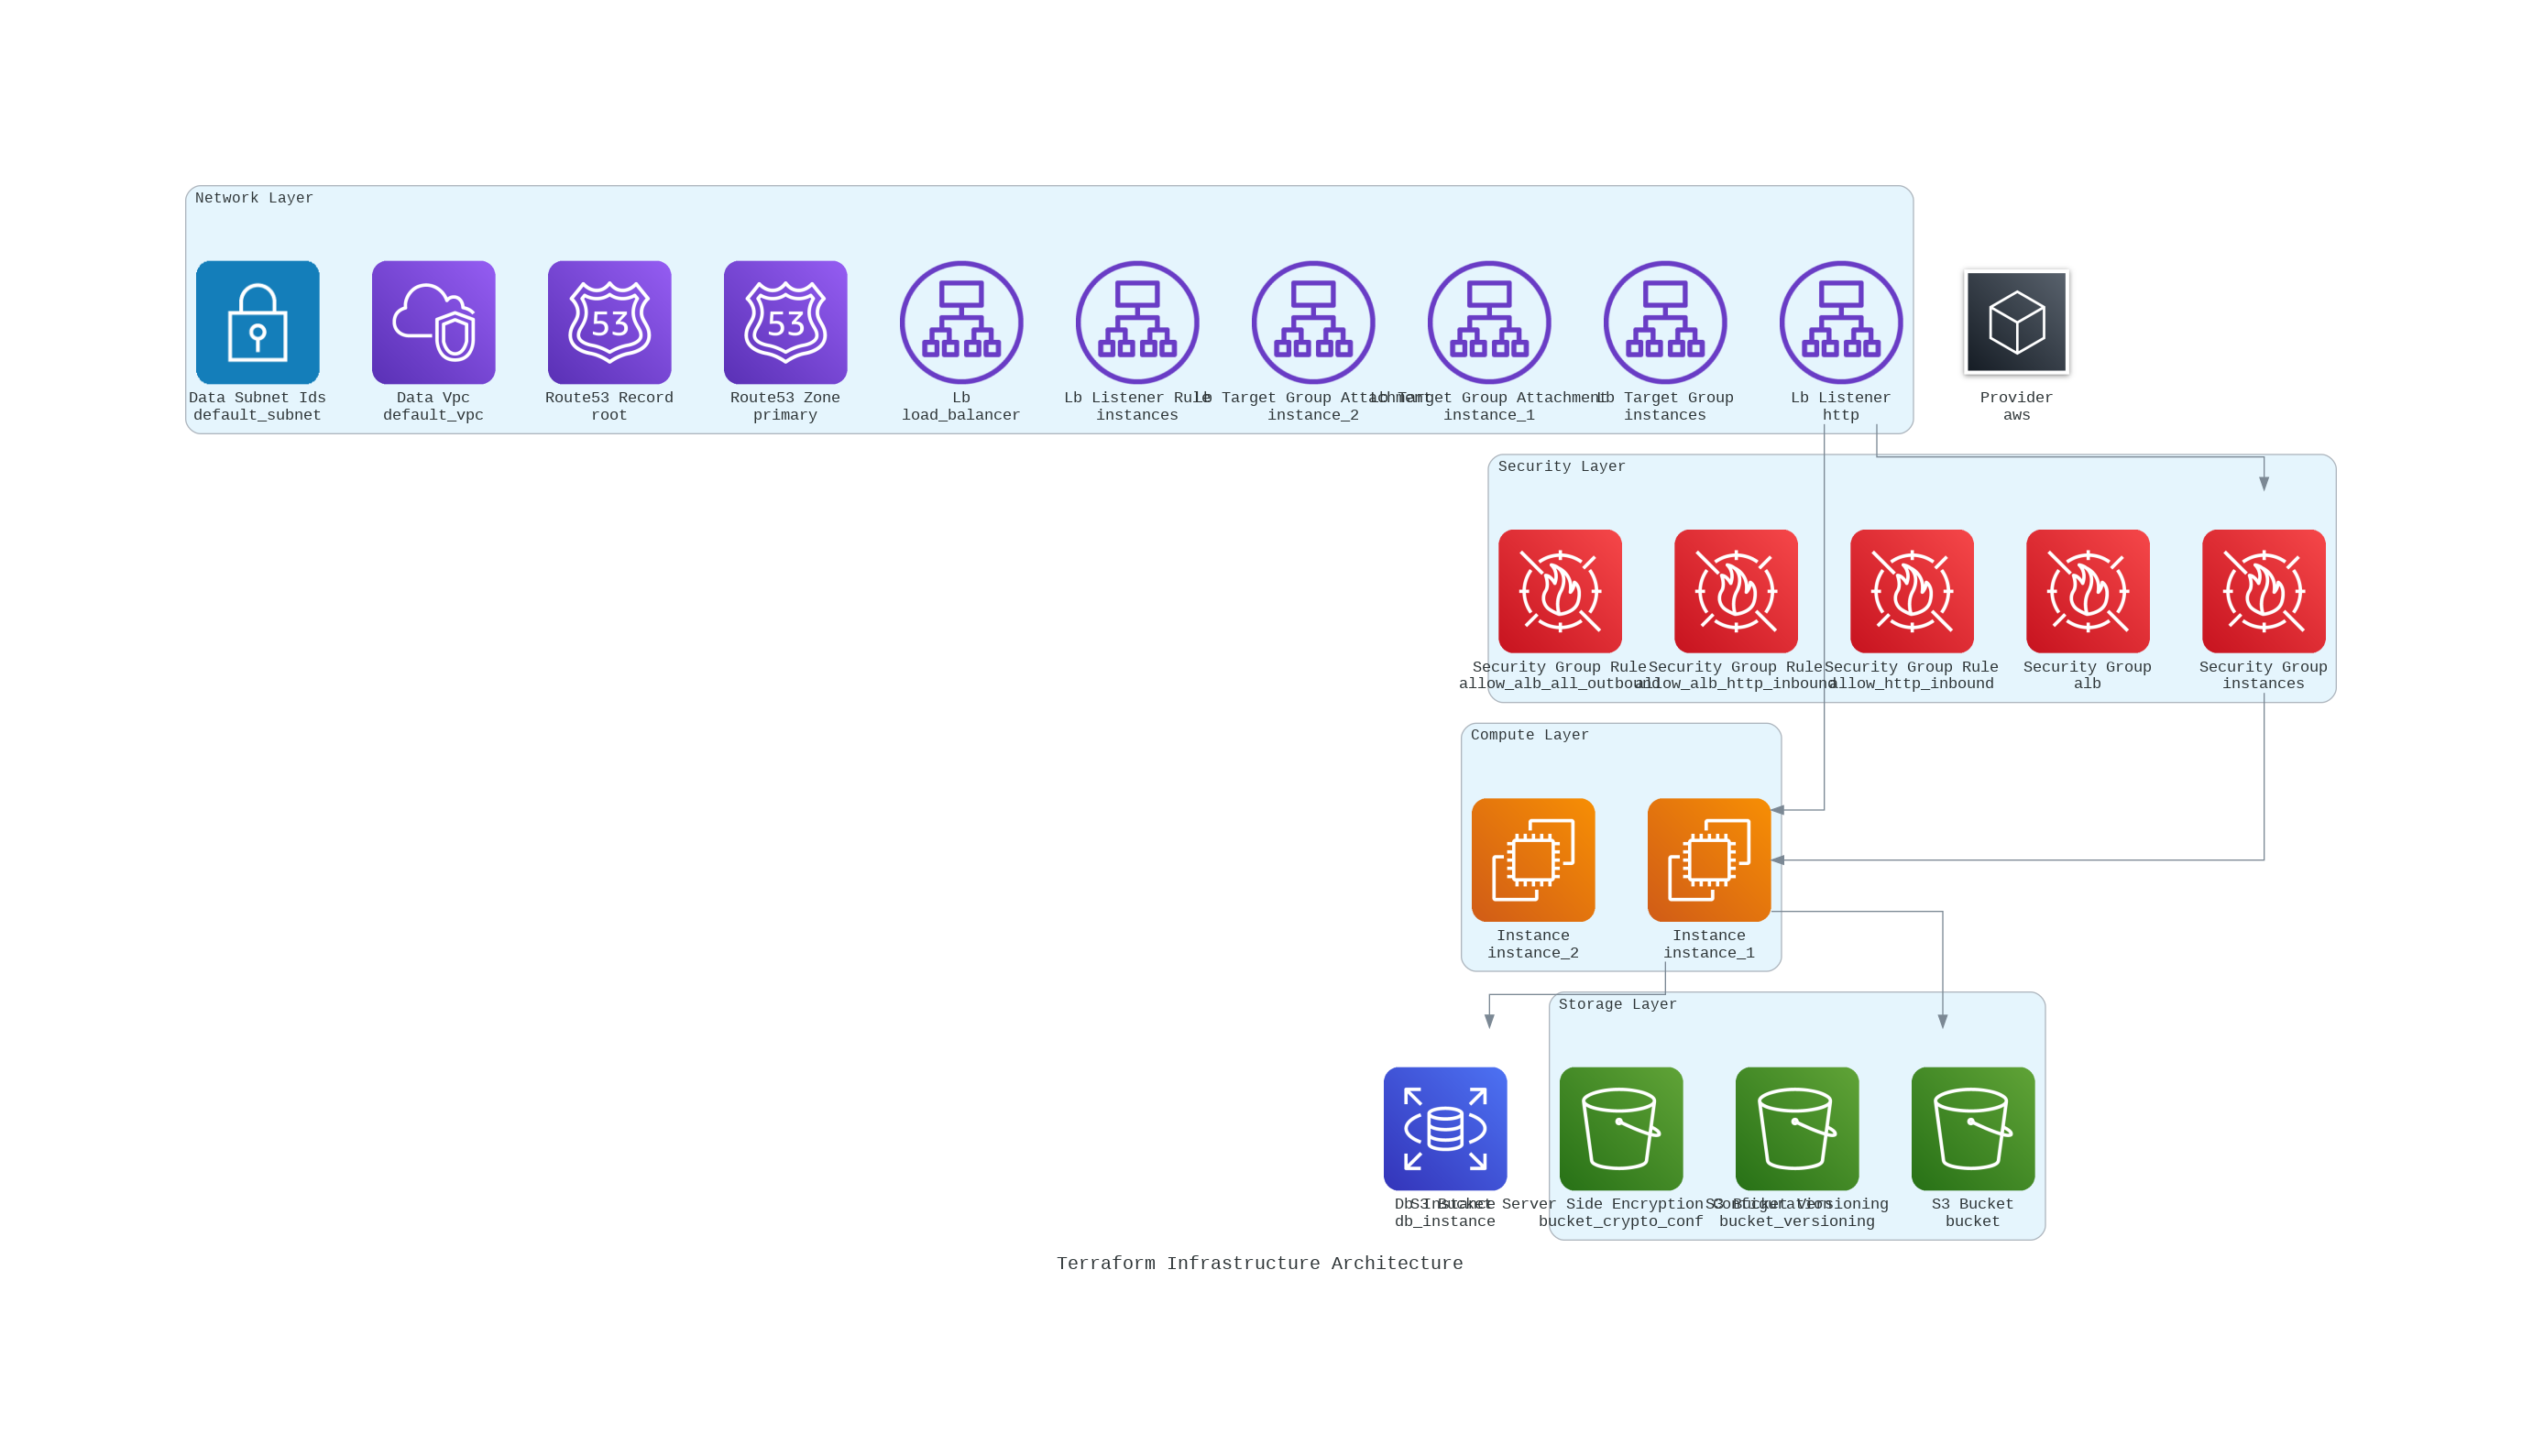 Network Layer
53
53
Data Subnet Ids
default_subnet
Data Vpc
default_vpc
Route53 Record
root
Route53 Zone
primary
Lb
load_balancer
Lb Listener Rule
instances
Lb Target Group Attachment
instance_2
Lb Target Group Attachment
instance_1
Lb Target Group
instances
Lb Listener
http
Provider
aws
Security Layer
Security Group Rule
allow_alb_all_outbound
Security Group Rule
allow_alb_http_inbound
Security Group Rule
allow_http_inbound
Security Group
alb
Security Group
instances
Compute Layer
Instance
instance_2
Instance
instance_1
Storage Layer
Db Instance
db_instance
S3 Bucket Server Side Encryption Configuration
bucket_crypto_conf
S3 Bucket Versioning
bucket_versioning
S3 Bucket
bucket
Terraform Infrastructure Architecture